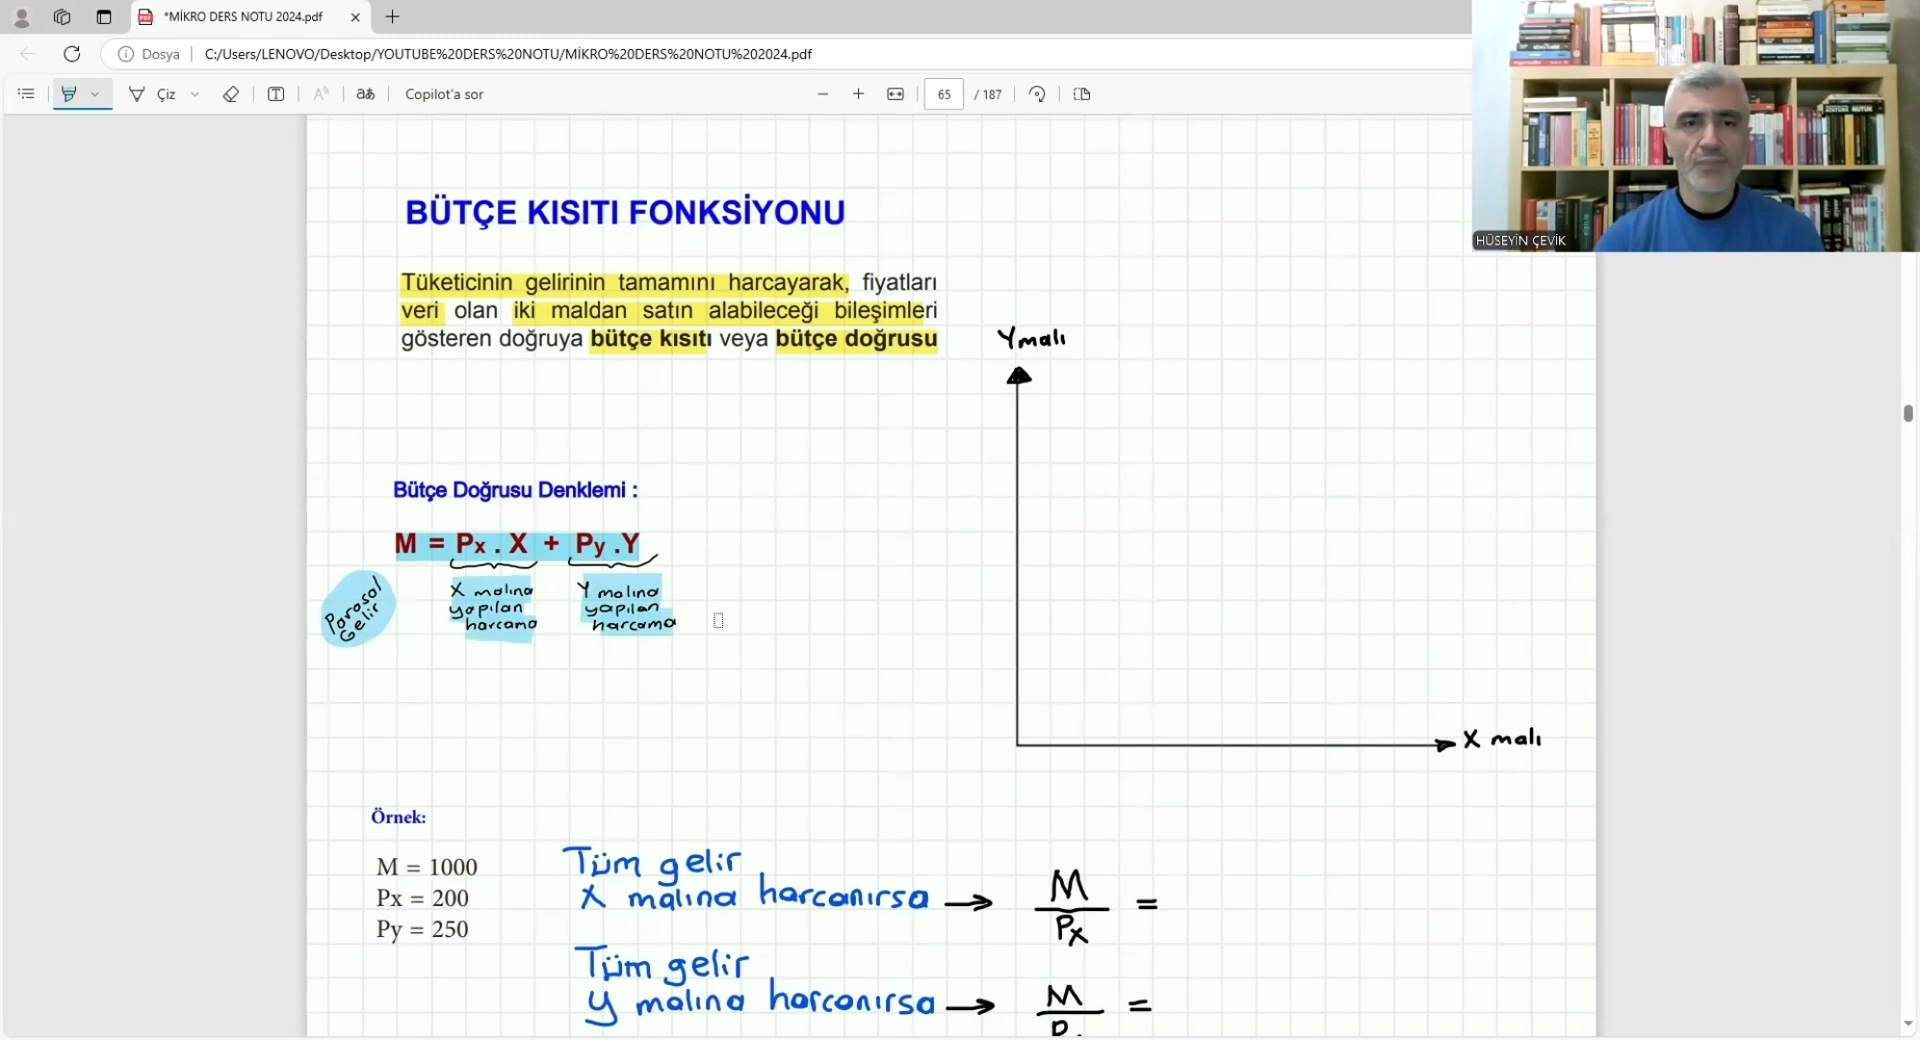 *MİKRO DERS NOTU 2024.pdf
Dosya
C:/Users/LENOVO/Desktop/YOUTUBE%20DERS%20NOTU/MİKRO%20DERS%20NOTU%202024.pdf
Çiz
aあ
Copilot'a sor
65 / 187
HÜSEYİN ÇEVİK
BÜTÇE KISITI FONKSİYONU
Tüketicinin gelirinin tamamını harcayarak, fiyatları
veri olan iki maldan satın alabileceği bileşimleri
gösteren doğruya bütçe kısıtı veya bütçe doğrusu
Y malı
Bütçe Doğrusu Denklemi :
M = Px . X + Py .Y
Parasal
Gelir
X malına
yapılan
harcama
Y malına
yapılan
harcama
X malı
Örnek:
M = 1000
Px = 200
Py = 250
Tüm gelir
X malına harcanırsa → M
Px =
Tüm gelir
y malına harcanırsa → M =